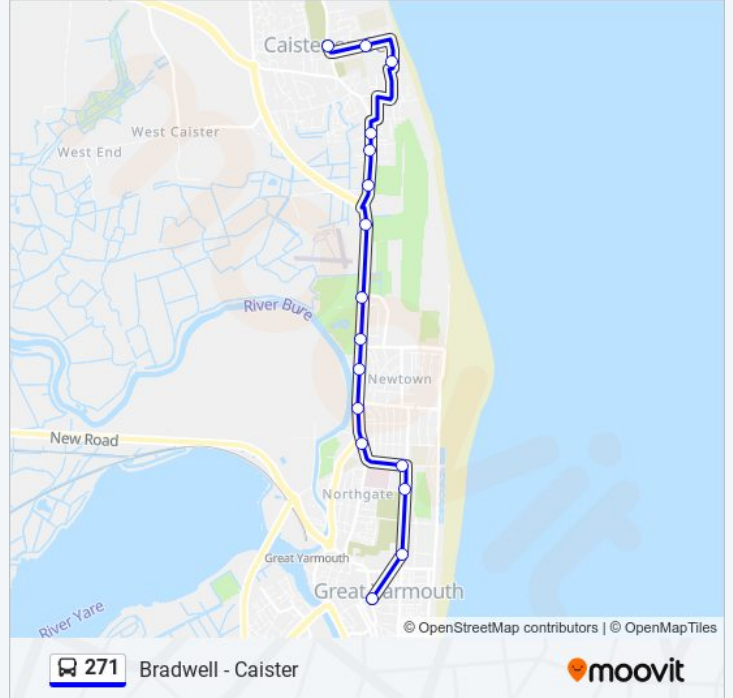 Caister-
West Caister
West End
River Bure
Newtown
New Road
Northgate
Great Yarmouth
Great Yarmouth
River Yare
© OpenStreetMap contributors | © OpenMapTiles
271 Bradwell - Caister
moovit